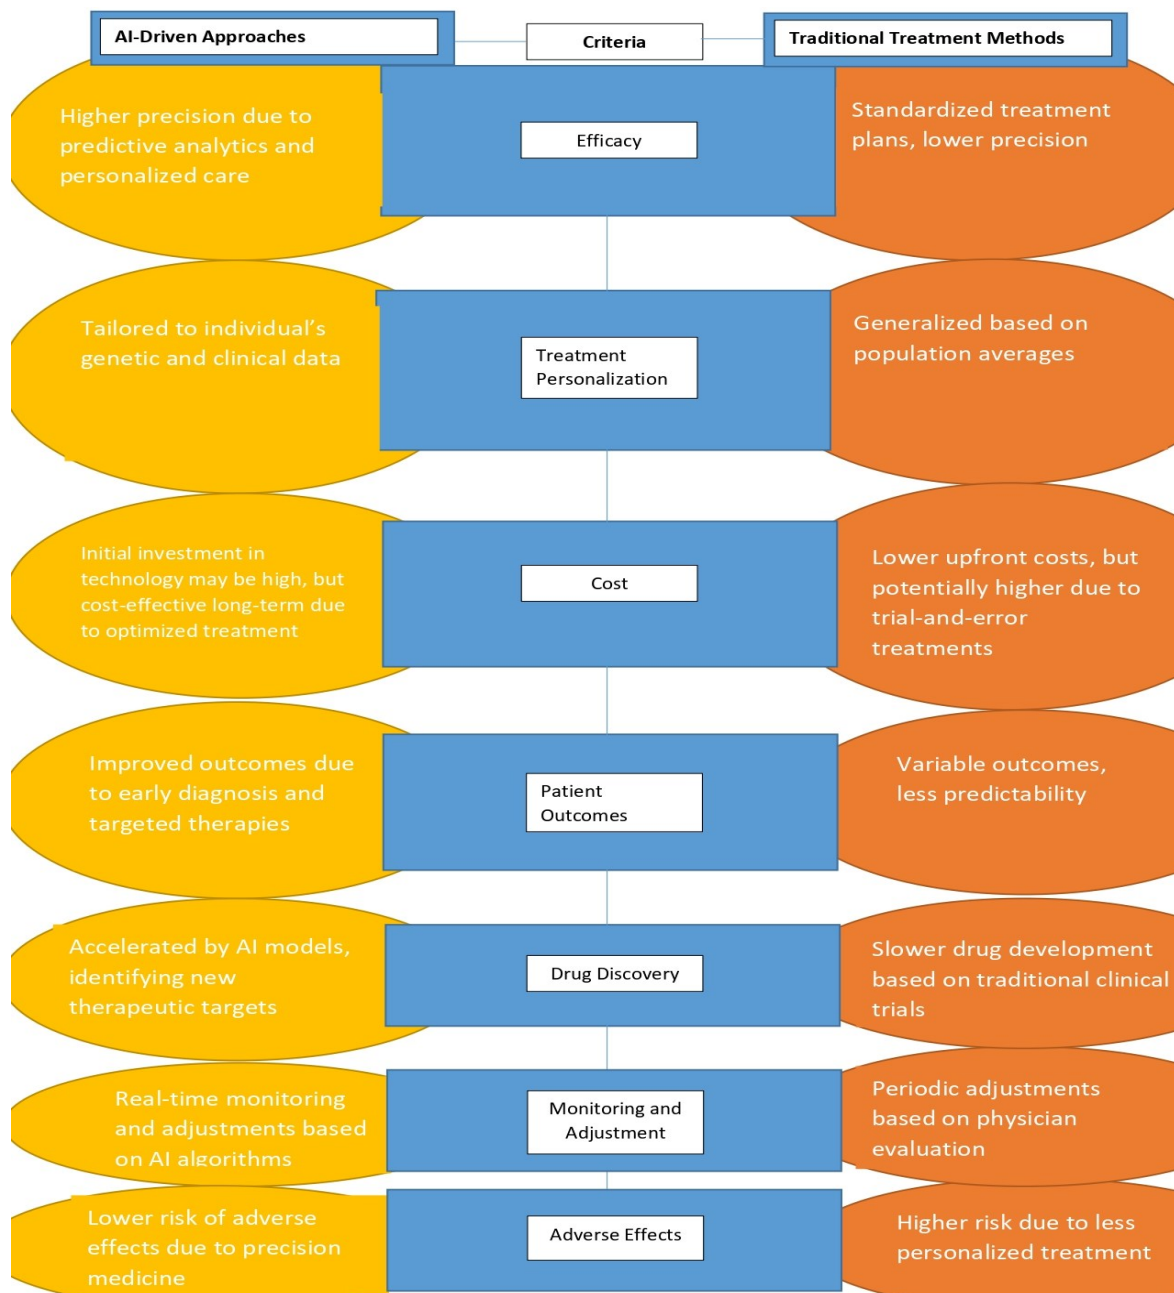 AI-Driven Approaches
Criteria
Traditional Treatment Methods
Higher precision due to
predictive analytics and
personalized care
Efficacy
Standardized treatment
plans, lower precision
Tailored to individual’s
genetic and clinical data
Treatment
Personalization
Generalized based on
population averages
Initial investment in
technology may be high, but
cost-effective long-term due
to optimized treatment
Cost
Lower upfront costs, but
potentially higher due to
trial-and-error
treatments
Improved outcomes due
to early diagnosis and
targeted therapies
Patient
Outcomes
Variable outcomes,
less predictability
Accelerated by AI models,
identifying new
therapeutic targets
Drug Discovery
Slower drug development
based on traditional clinical
trials
Real-time monitoring
and adjustments based
on AI algorithms
Monitoring and
Adjustment
Periodic adjustments
based on physician
evaluation
Lower risk of adverse
effects due to precision
medicine
Adverse Effects
Higher risk due to less
personalized treatment